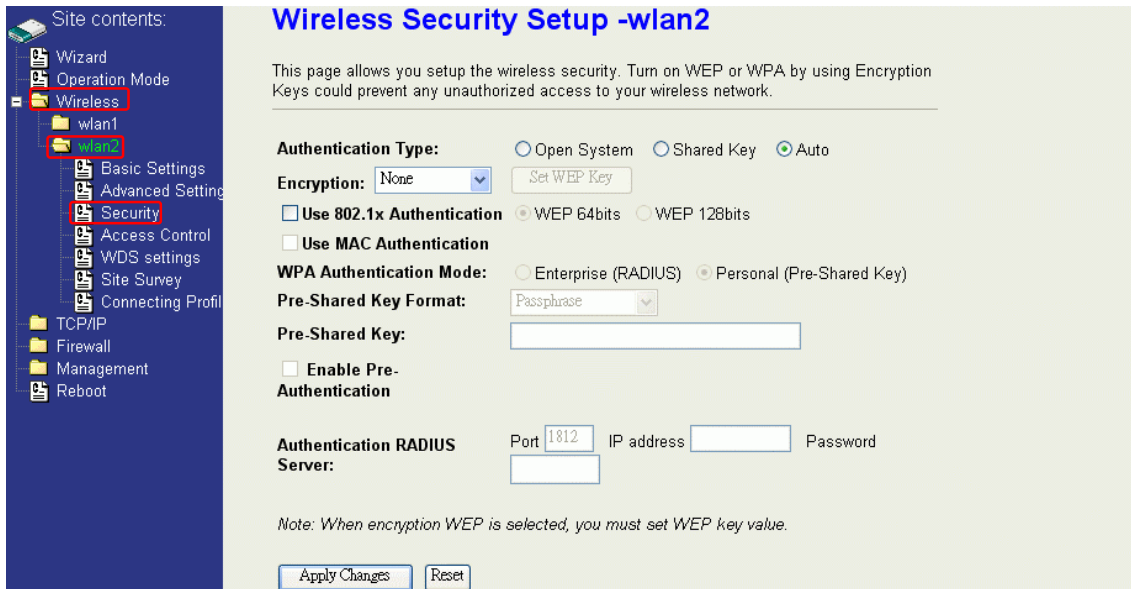 Site contents:
Wizard
Operation Mode
Wireless
wlan1
wlan2
Basic Settings
Advanced Setting
Security
Access Control
WDS settings
Site Survey
Connecting Profil
TCP/IP
Firewall
Management
Reboot
Wireless Security Setup -wlan2
This page allows you setup the wireless security. Turn on WEP or WPA by using Encryption
Keys could prevent any unauthorized access to your wireless network.
Authentication Type: Open System Shared Key Auto
Encryption: None Set WEP Key
Use 802.1x Authentication WEP 64bits WEP 128bits
Use MAC Authentication
WPA Authentication Mode: Enterprise (RADIUS) Personal (Pre-Shared Key)
Pre-Shared Key Format: Passphrase
Pre-Shared Key:
Enable Pre-
Authentication
Authentication RADIUS
Server:
Port 1812 IP address Password
Note: When encryption WEP is selected, you must set WEP key value.
Apply Changes Reset